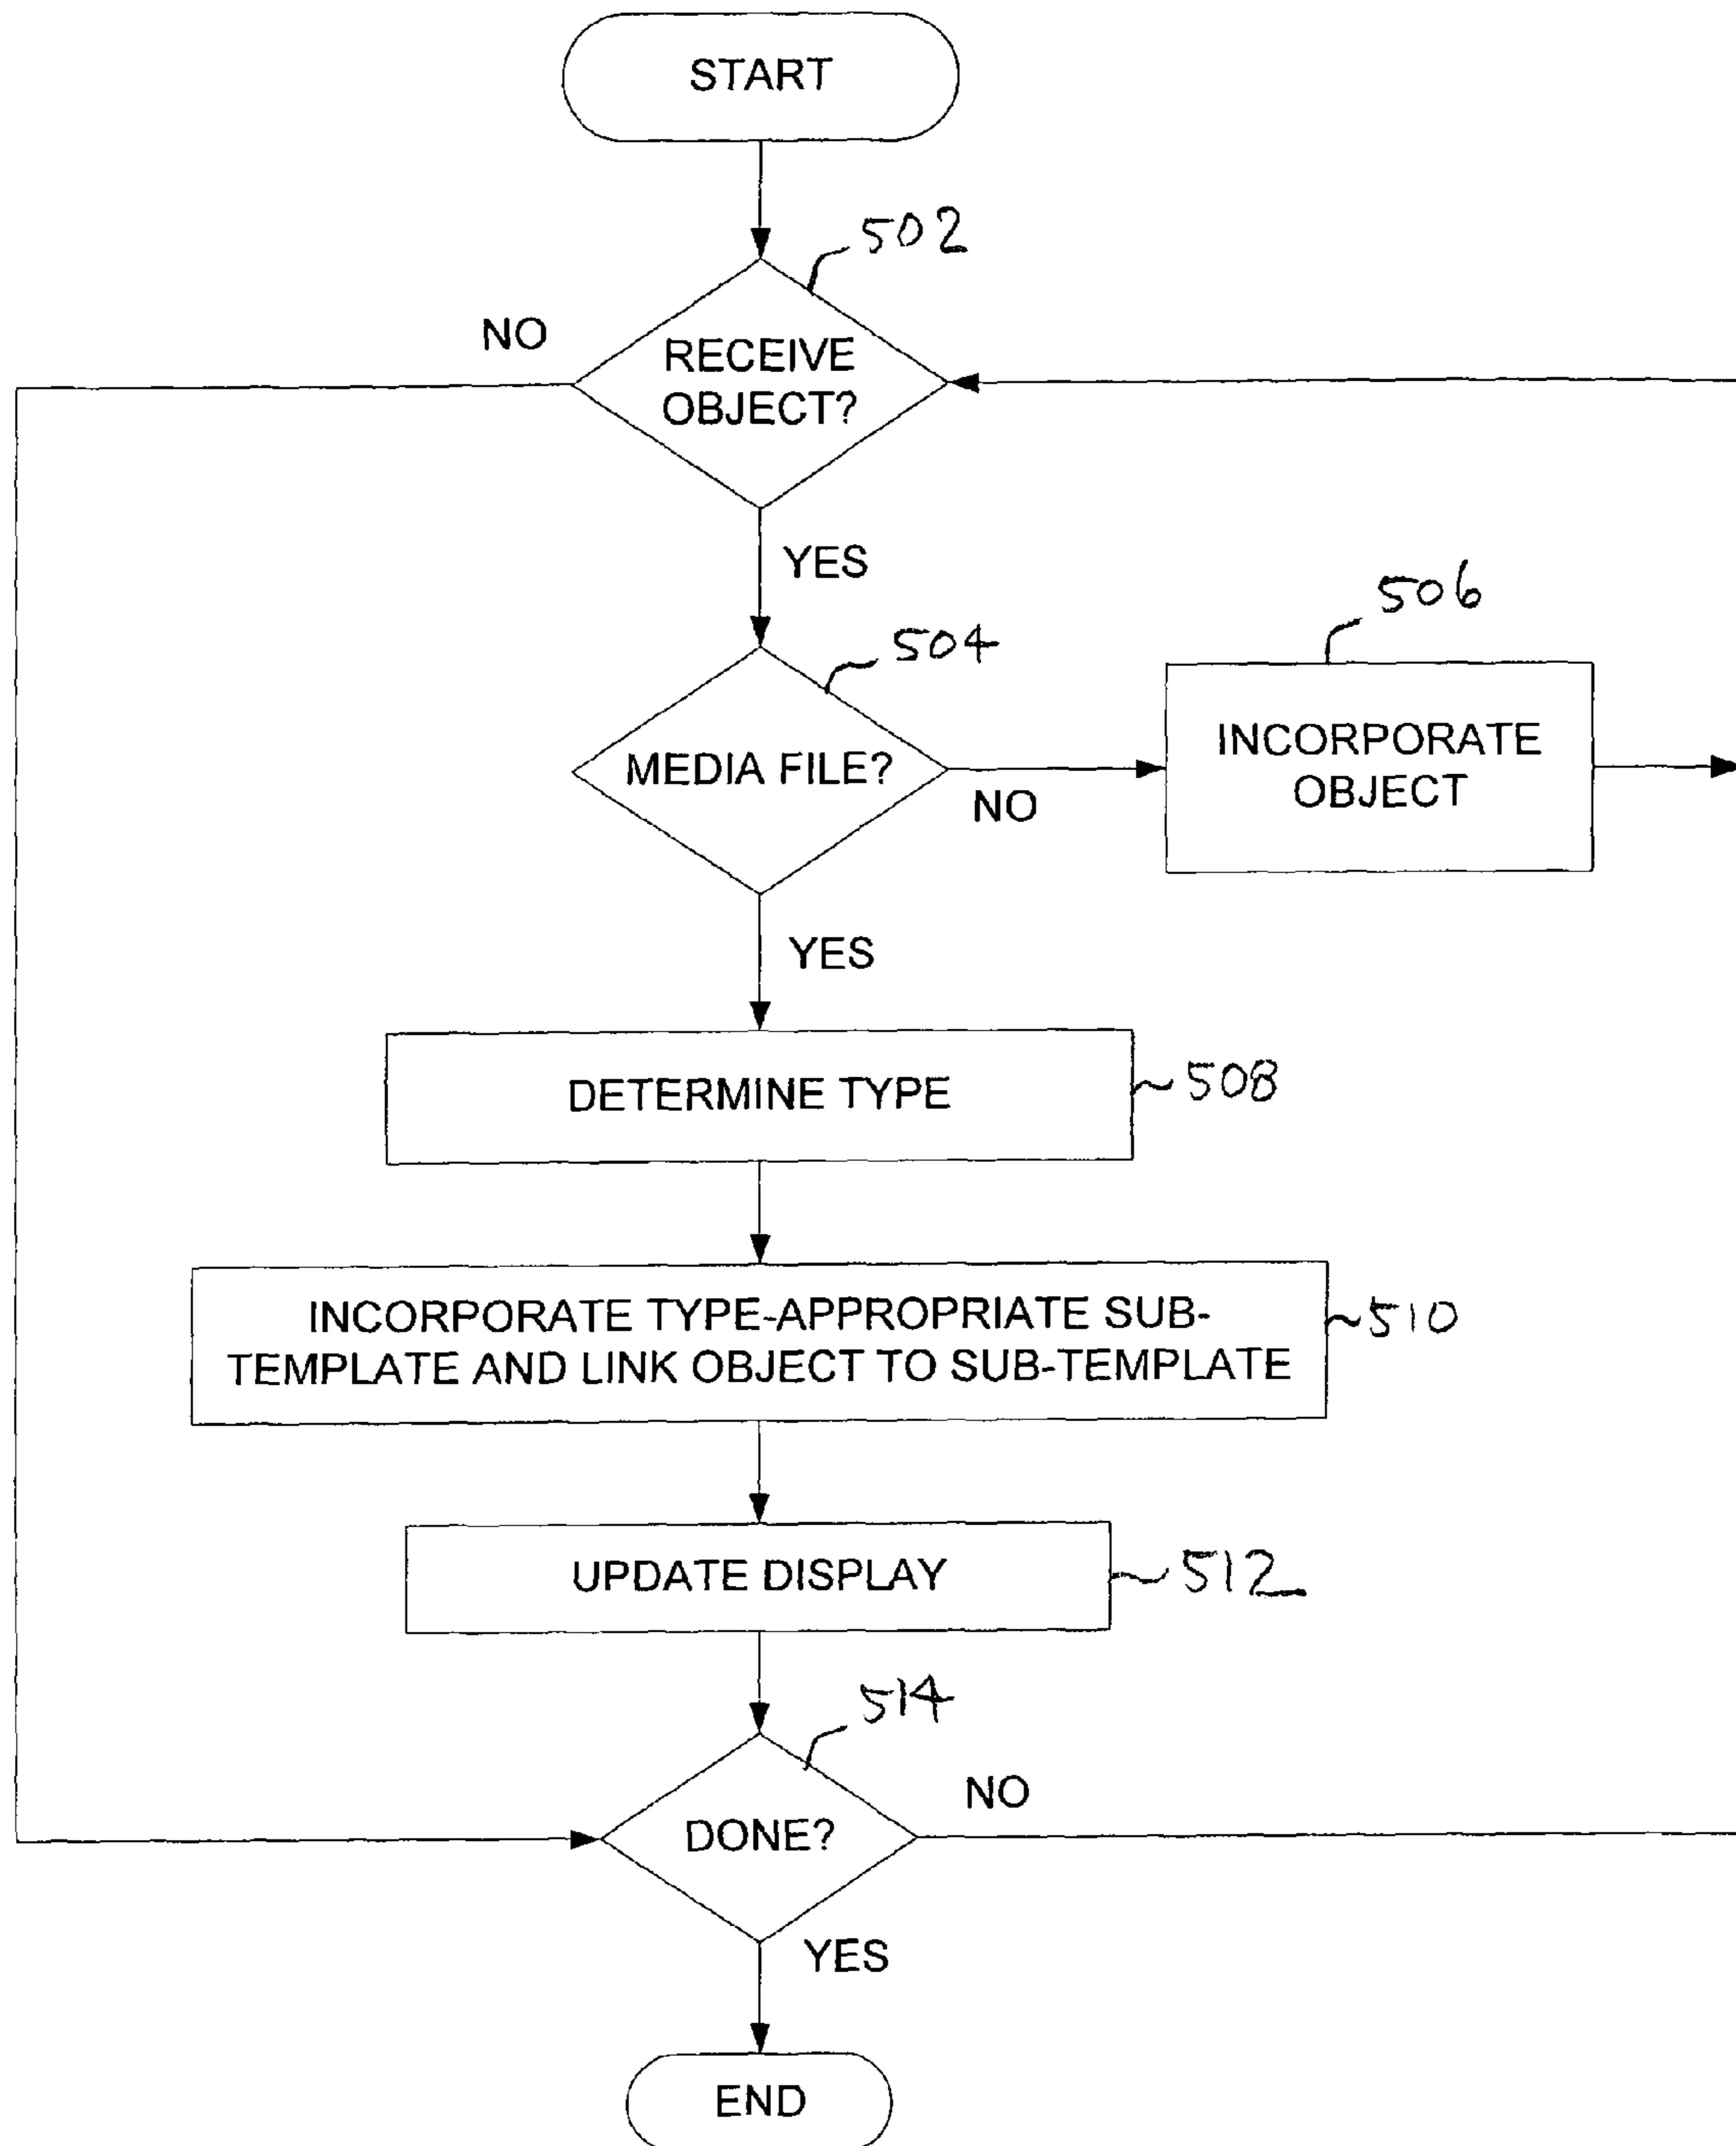 START
502
NO
RECEIVE
OBJECT?
YES
504
506
MEDIA FILE?
NO
INCORPORATE
OBJECT
YES
DETERMINE TYPE
508
INCORPORATE TYPE-APPROPRIATE SUB-
TEMPLATE AND LINK OBJECT TO SUB-TEMPLATE
510
UPDATE DISPLAY
512
514
NO
DONE?
YES
END